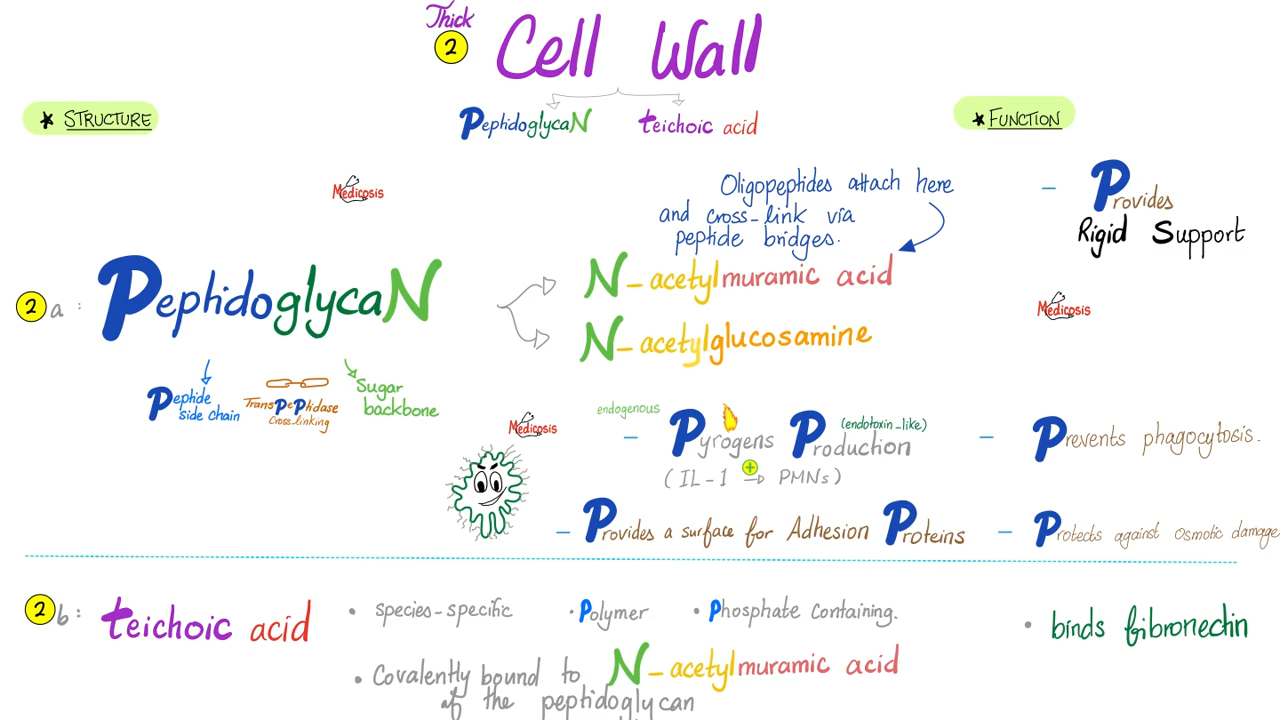 Thick
2 Cell Wall
PephidoglycaN teichoic acid
★ STRUCTURE
★ FUNCTION
Medicosis
Oligopeptides attach here
and cross-link via
peptide bridges.
- Provides
Rigid Support
2 a : PephidoglycaN
N-acetylmuramic acid
N-acetylglucosamine
Medicosis
Peptide
side chain
TransPePtidase
Cross-linking
Sugar
backbone
Medicosis
endogenous
- Pyrogens Production (endotoxin-like)
(IL-1 + → PMNs)
- Prevents phagocytosis.
- Provides a surface for Adhesion Proteins
- Protects against Osmotic damage
2 b : teichoic acid
• species-specific • Polymer • Phosphate Containing.
• Covalently bound to N-acetylmuramic acid
of the peptidoglycan
• binds fibronectin